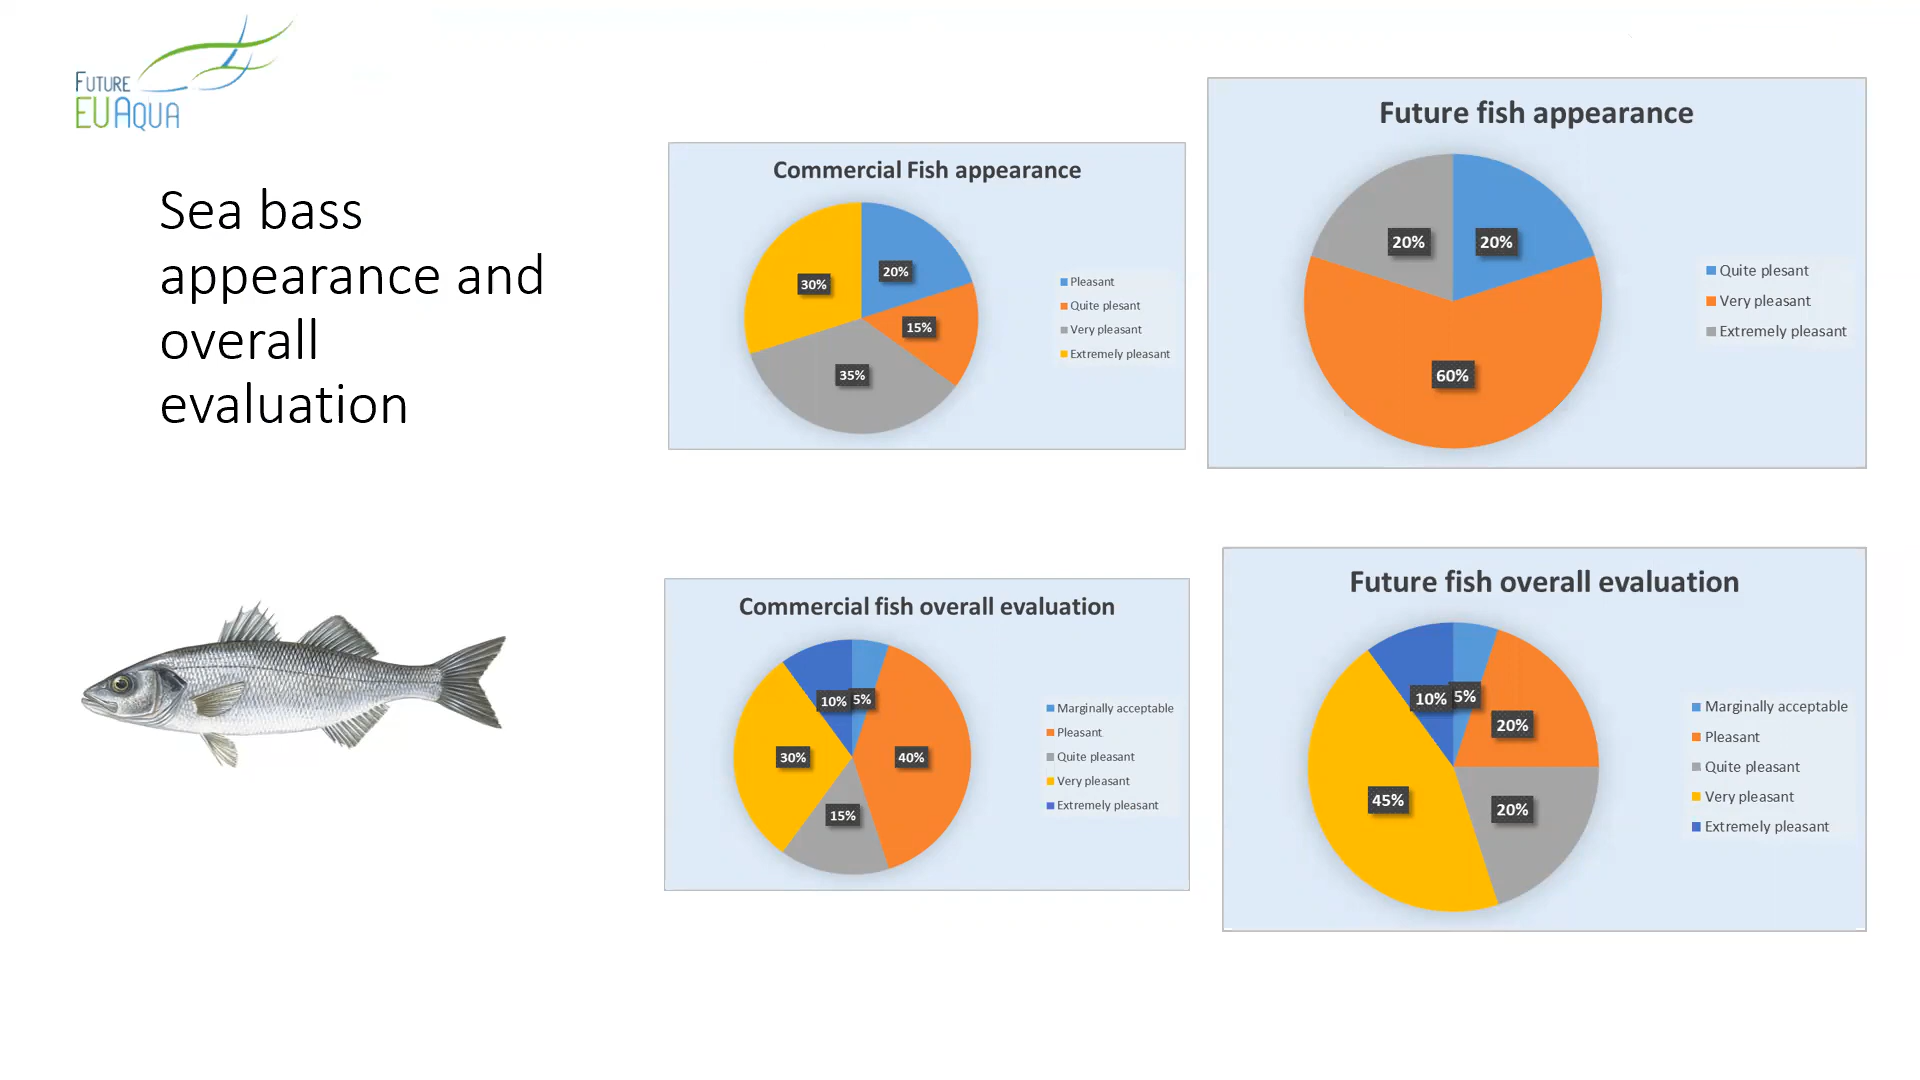 FUTURE
EUAQUA
Sea bass
appearance and
overall
evaluation
Commercial Fish appearance
20%
15%
35%
30%
Pleasant
Quite plesant
Very pleasant
Extremely pleasant
Future fish appearance
20%
20%
60%
Quite plesant
Very pleasant
Extremely pleasant
Commercial fish overall evaluation
10%
5%
30%
40%
15%
Marginally acceptable
Pleasant
Quite pleasant
Very pleasant
Extremely pleasant
Future fish overall evaluation
10%
5%
20%
45%
20%
Marginally acceptable
Pleasant
Quite pleasant
Very pleasant
Extremely pleasant